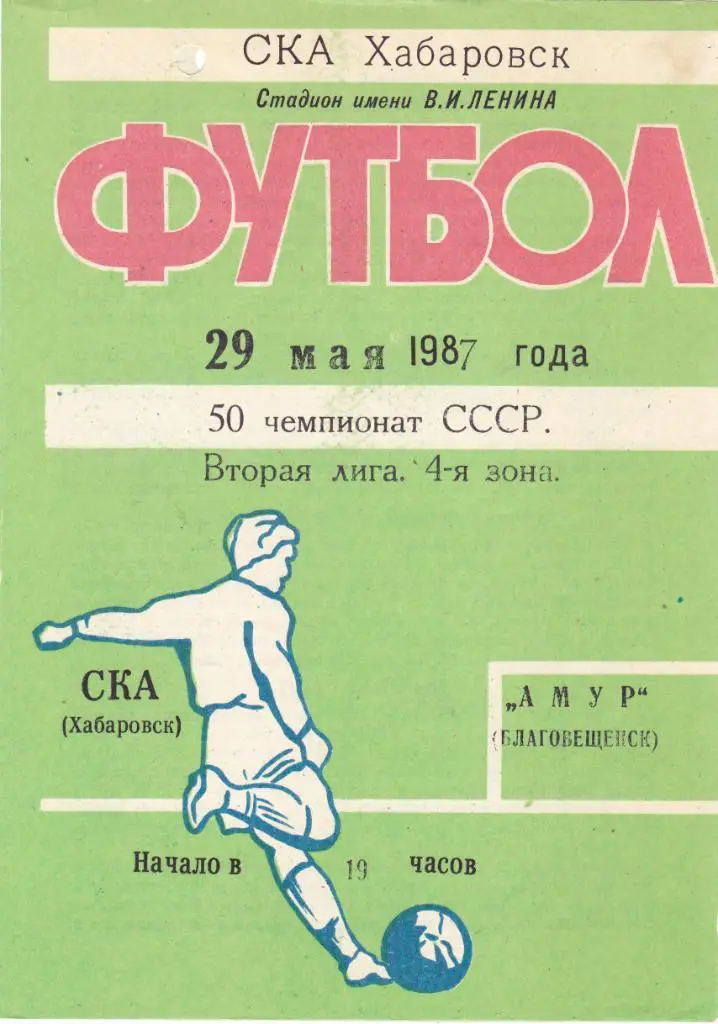 СКА Хабаровск
Стадион имени В.И.ЛЕНИНА
ФУТБОЛ
29 мая 1987 года
50 чемпионат СССР.
Вторая лига. 4-я зона.
СКА
(Хабаровск)
„АМУР“
(БЛАГОВЕЩЕНСК)
Начало в 19 часов